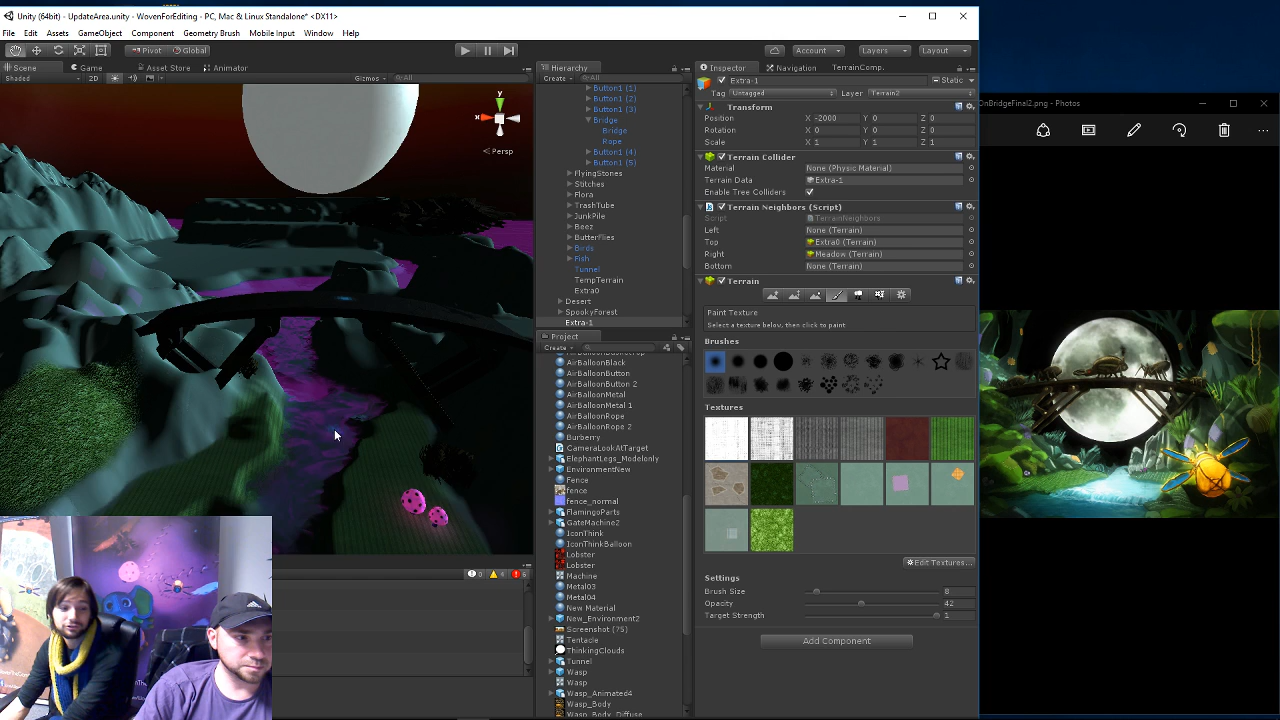 Unity (64bit) - UpdateArea.unity - WovenForEditing - PC, Mac & Linux Standalone* <DX11>
File Edit Assets GameObject Component Geometry Brush Mobile Input Window Help
Pivot Global Account Layers Layout
Scene Game Asset Store Animator
Shaded 2D Gizmos All
y
x
Persp
Hierarchy
Create All
Button1 (1)
Button1 (2)
Button1 (3)
Bridge
Bridge
Rope
Button1 (4)
Button1 (5)
FlyingStones
Stitches
Flora
TrashTube
JunkPile
Beez
ButterFlies
Birds
Fish
Tunnel
TempTerrain
Extra0
Desert
SpookyForest
Extra-1
Project
Create
AirBalloonBlack
AirBalloonButton
AirBalloonButton 2
AirBalloonMetal
AirBalloonMetal 1
AirBalloonRope
AirBalloonRope 2
Burberry
CameraLookAtTarget
ElephantLegs_Modelonly
EnvironmentNew
Fence
fence
fence_normal
FlamingoParts
GateMachine2
IconThink
IconThinkBalloon
Lobster
Lobster
Machine
Metal03
Metal04
New Material
New_Environment2
Screenshot (75)
Tentacle
ThinkingClouds
Tunnel
Wasp
Wasp
Wasp_Animated4
Wasp_Body
Wasp_Body_Diffuse
0 4 6
Inspector Navigation TerrainComp.
Extra-1 Static
Tag Untagged Layer Terrain2
Transform
Position X -2000 Y 0 Z 0
Rotation X 0 Y 0 Z 0
Scale X 1 Y 1 Z 1
Terrain Collider
Material None (Physic Material)
Terrain Data Extra-1
Enable Tree Colliders
Terrain Neighbors (Script)
Script TerrainNeighbors
Left None (Terrain)
Top Extra0 (Terrain)
Right Meadow (Terrain)
Bottom None (Terrain)
Terrain
Paint Texture
Select a texture below, then click to paint
Brushes
Textures
Edit Textures...
Settings
Brush Size 8
Opacity 42
Target Strength 1
Add Component
OnBridgeFinal2.png - Photos